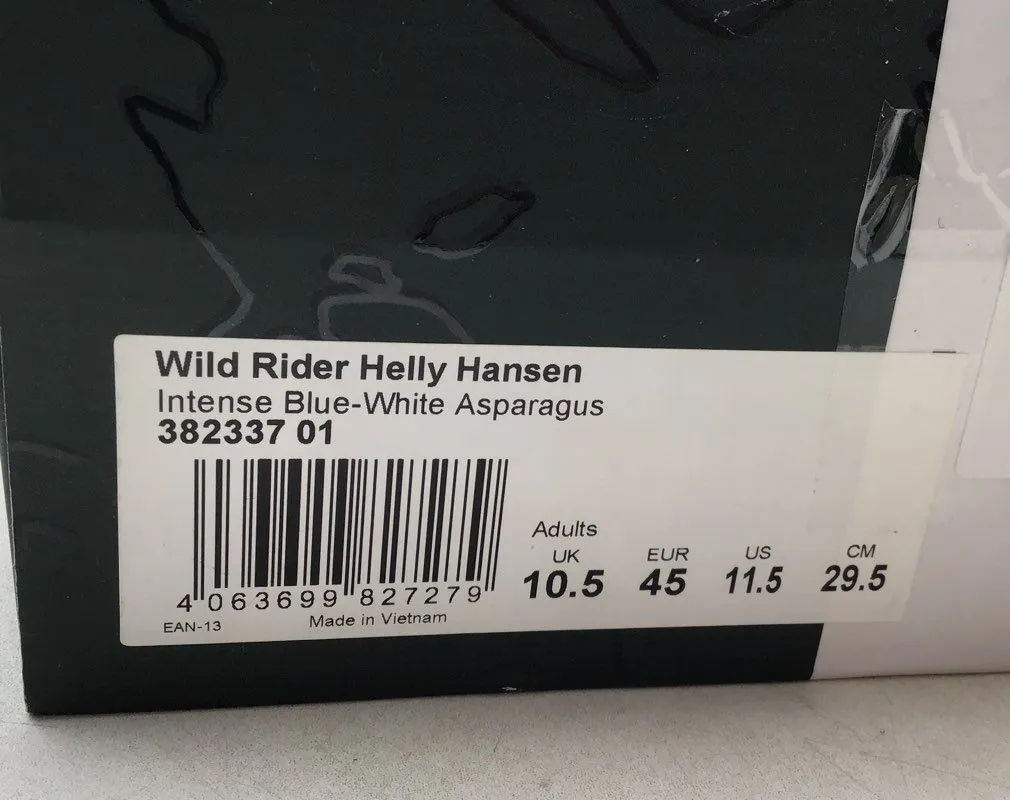 Wild Rider Helly Hansen
Intense Blue-White Asparagus
382337 01
Adults
UK EUR US CM
10.5 45 11.5 29.5
4 063699 827279
EAN-13 Made in Vietnam